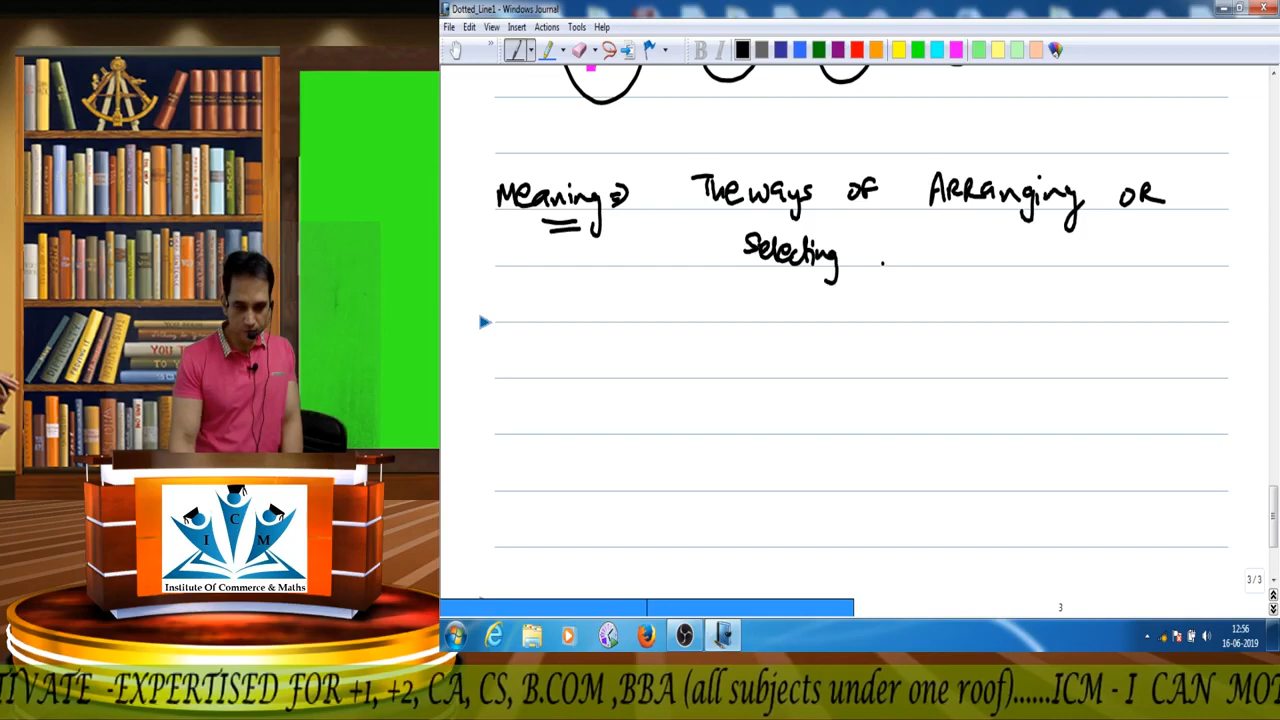 Dotted_Line1 - Windows Journal
File Edit View Insert Actions Tools Help
B I
Meaning ⇒ The ways of Arranging OR
Selecting .
3/3
3
12:56
16-06-2019
I C M
Institute Of Commerce & Maths
TIVATE -EXPERTISED FOR +1, +2, CA, CS, B.COM ,BBA (all subjects under one roof)......ICM - I CAN MOT